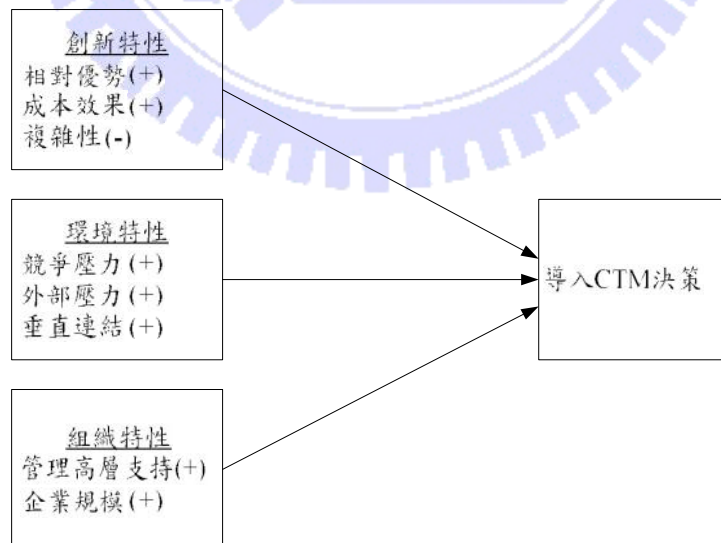 創新特性
相對優勢(+)
成本效果(+)
複雜性(-)
環境特性
競爭壓力(+)
外部壓力(+)
垂直連結(+)
組織特性
管理高層支持(+)
企業規模(+)
導入CTM決策